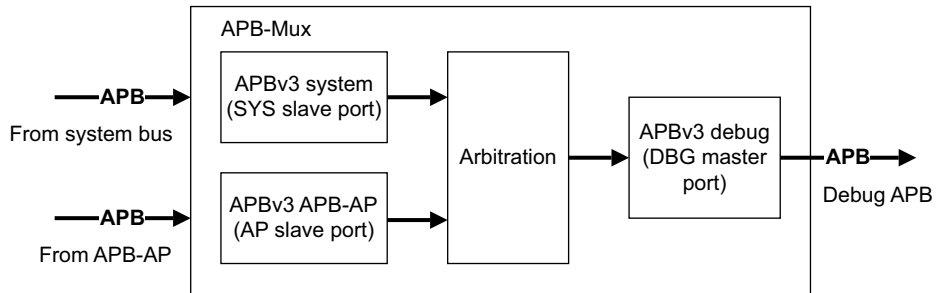 APB-Mux
APBv3 system
(SYS slave port)
APB
From system bus
Arbitration
APBv3 debug
(DBG master
port)
APB
Debug APB
APBv3 APB-AP
(AP slave port)
APB
From APB-AP